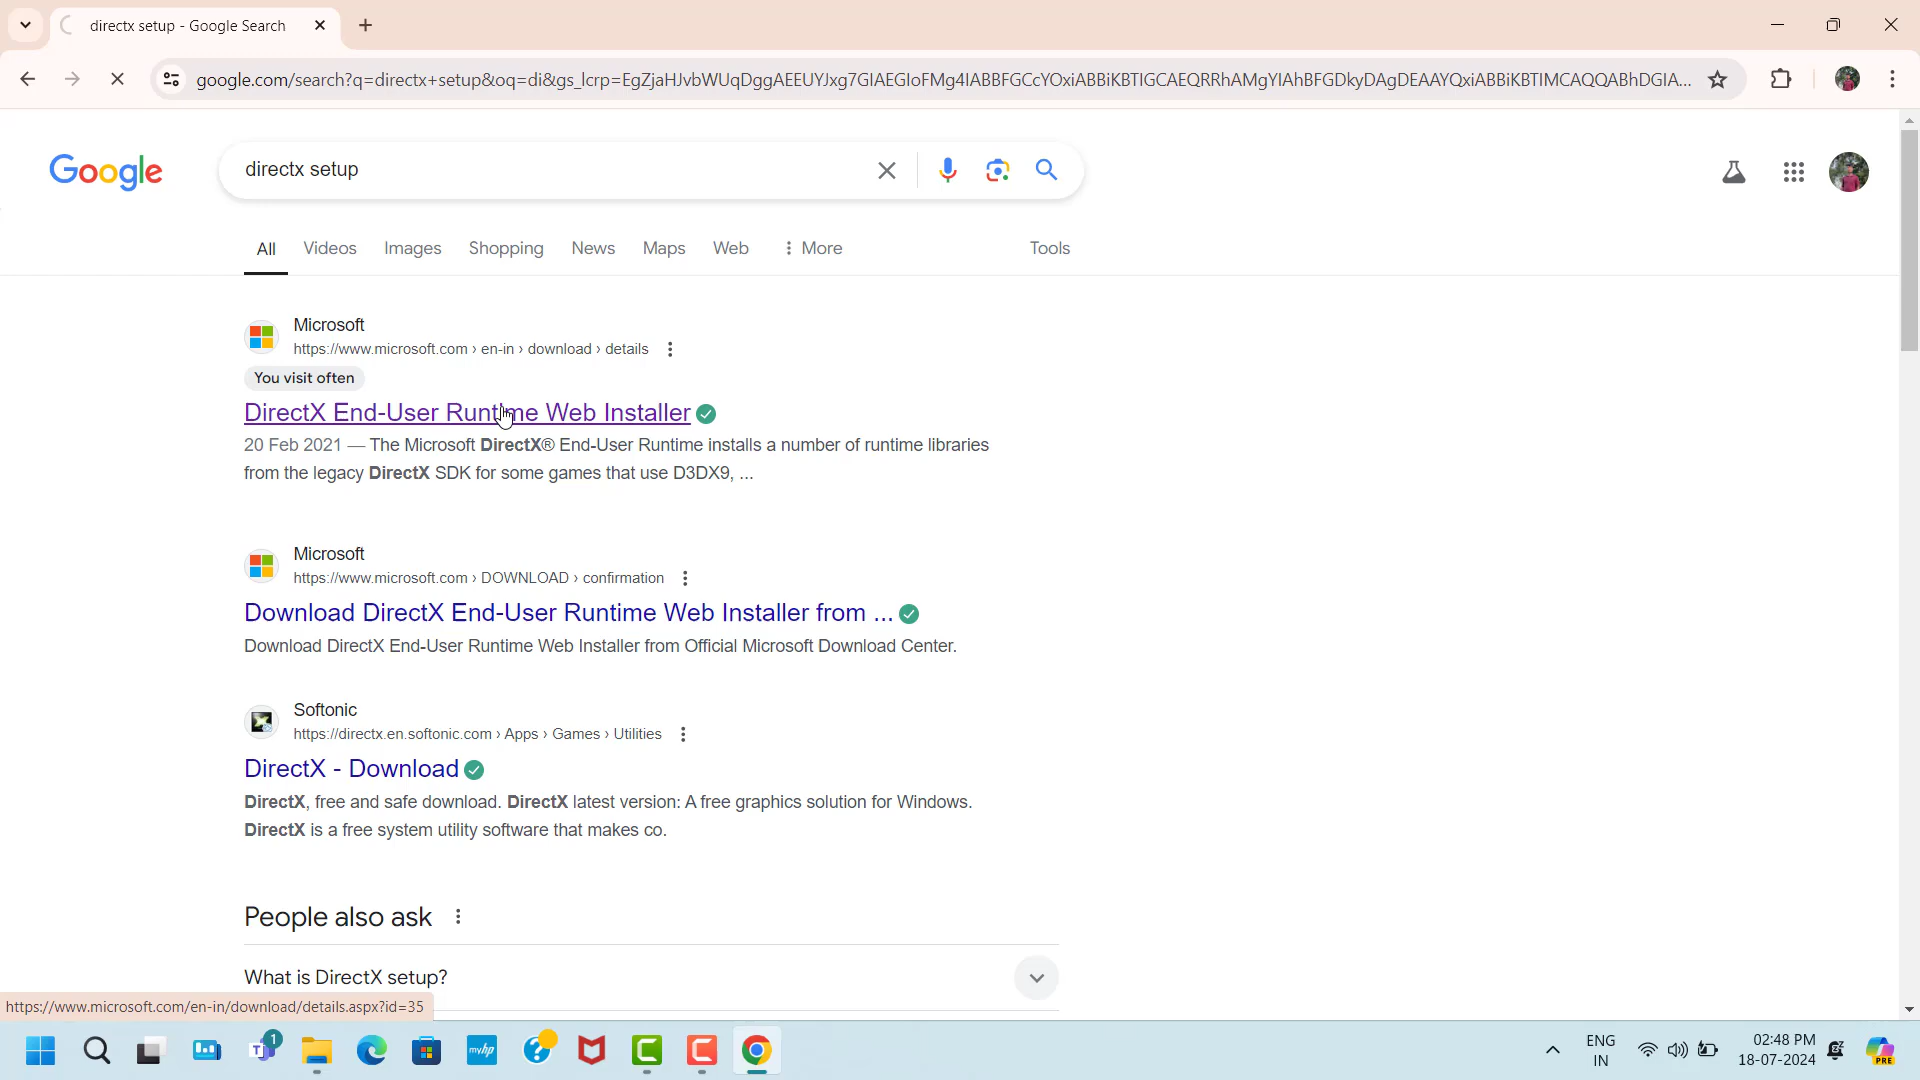 directx setup - Google Search
google.com/search?q=directx+setup&oq=di&gs_lcrp=EgZjaHJvbWUqDggAEEUYJxg7GIAEGIoFMg4IABBFGCcYOxiABBiKBTIGCAEQRRhAMgYIAhBFGDkyDAgDEAAYQxiABBiKBTIMCAQQABhDGIA...
Google
directx setup
All Videos Images Shopping News Maps Web More Tools
Microsoft
https://www.microsoft.com › en-in › download › details
You visit often
DirectX End-User Runtime Web Installer
20 Feb 2021 — The Microsoft DirectX® End-User Runtime installs a number of runtime libraries
from the legacy DirectX SDK for some games that use D3DX9, ...
Microsoft
https://www.microsoft.com › DOWNLOAD › confirmation
Download DirectX End-User Runtime Web Installer from ...
Download DirectX End-User Runtime Web Installer from Official Microsoft Download Center.
Softonic
https://directx.en.softonic.com › Apps › Games › Utilities
DirectX - Download
DirectX, free and safe download. DirectX latest version: A free graphics solution for Windows.
DirectX is a free system utility software that makes co.
People also ask
What is DirectX setup?
https://www.microsoft.com/en-in/download/details.aspx?id=35
1
myhp
ENG
IN
02:48 PM
18-07-2024
PRE